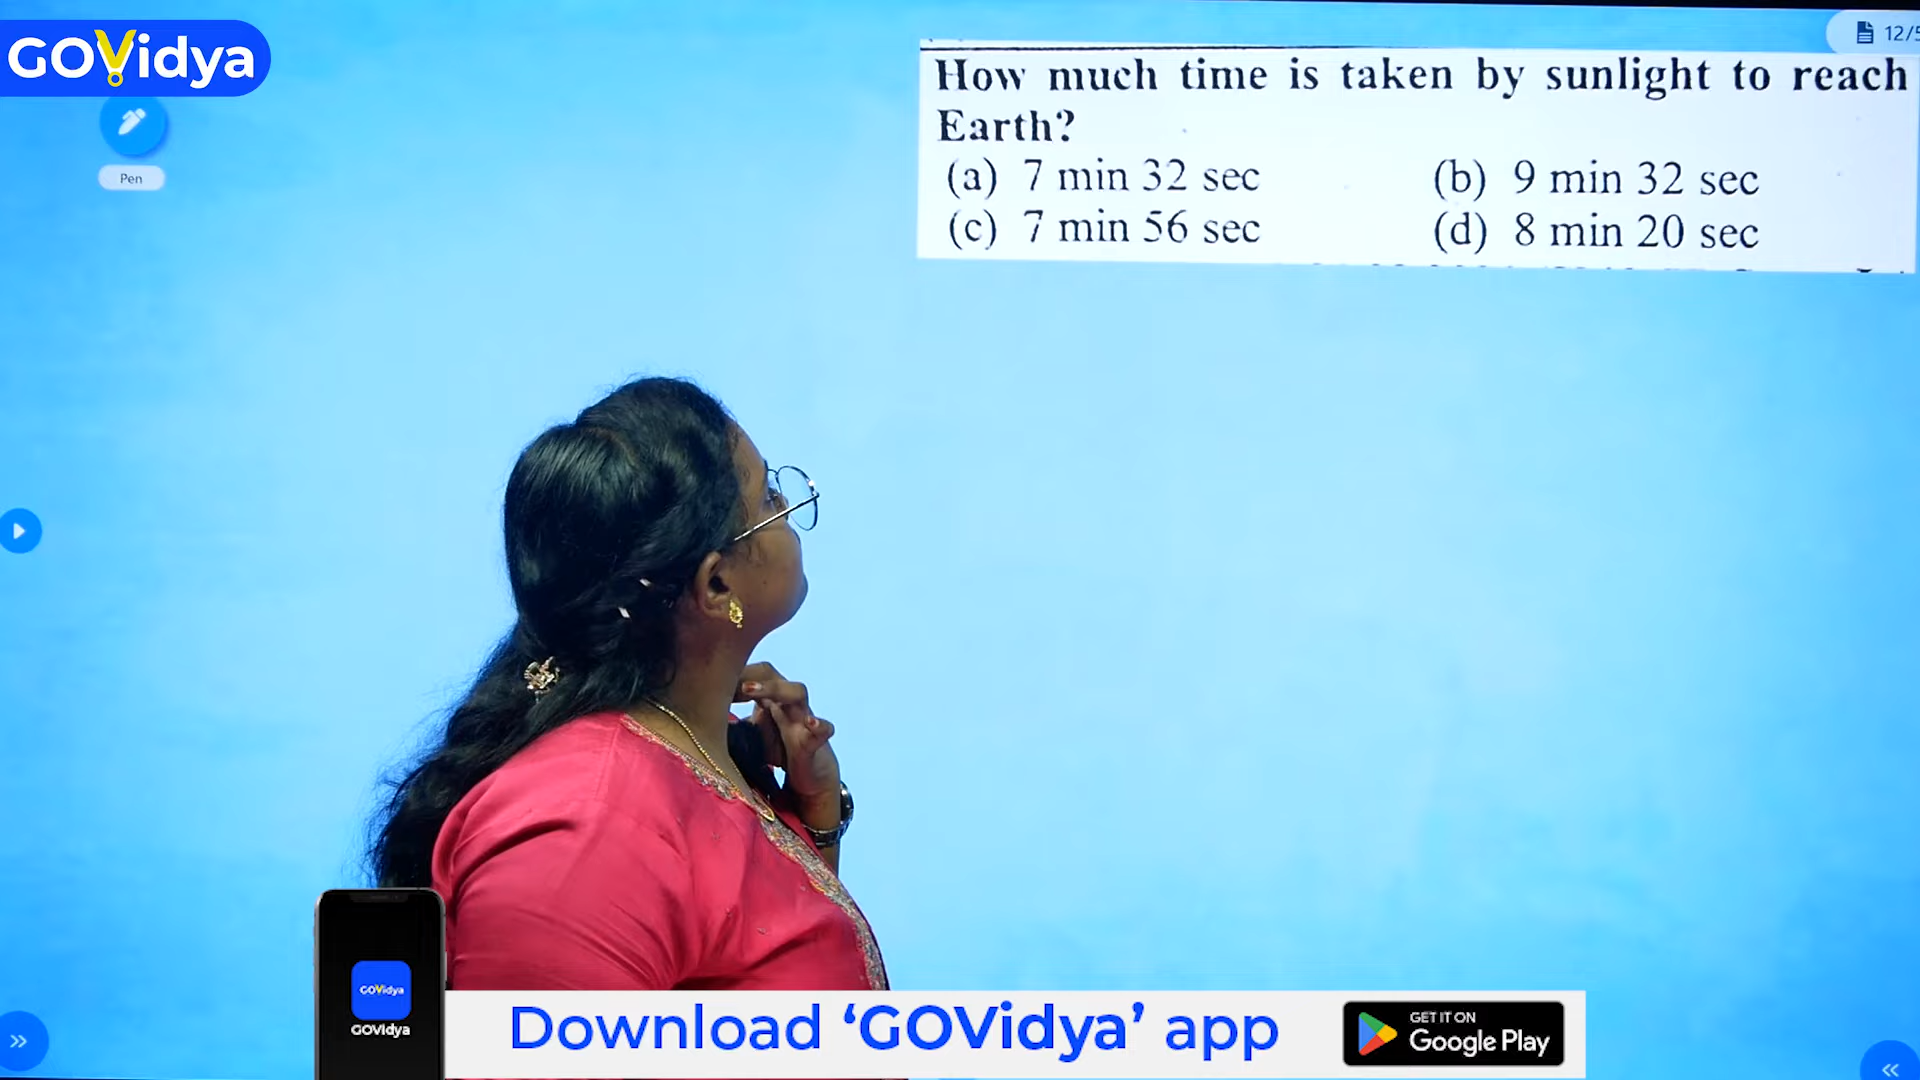 GOVidya
12/5
How much time is taken by sunlight to reach
Earth?
(a) 7 min 32 sec (b) 9 min 32 sec
(c) 7 min 56 sec (d) 8 min 20 sec
Pen
GOVidya
GOVidya
Download ‘GOVidya’ app
GET IT ON
Google Play